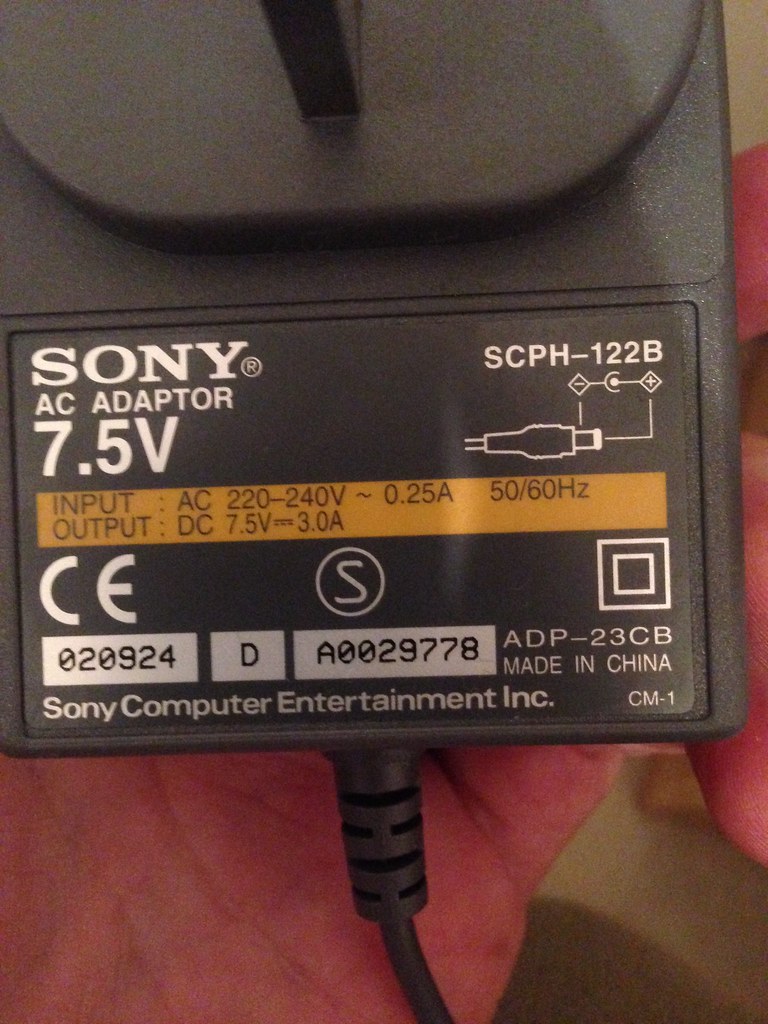 SONY®
SCPH-122B
AC ADAPTOR
7.5V
INPUT : AC 220-240V ~ 0.25A 50/60Hz
OUTPUT : DC 7.5V⎓3.0A
CE
S
020924 D A0029778
ADP-23CB
MADE IN CHINA
Sony Computer Entertainment Inc.
CM-1